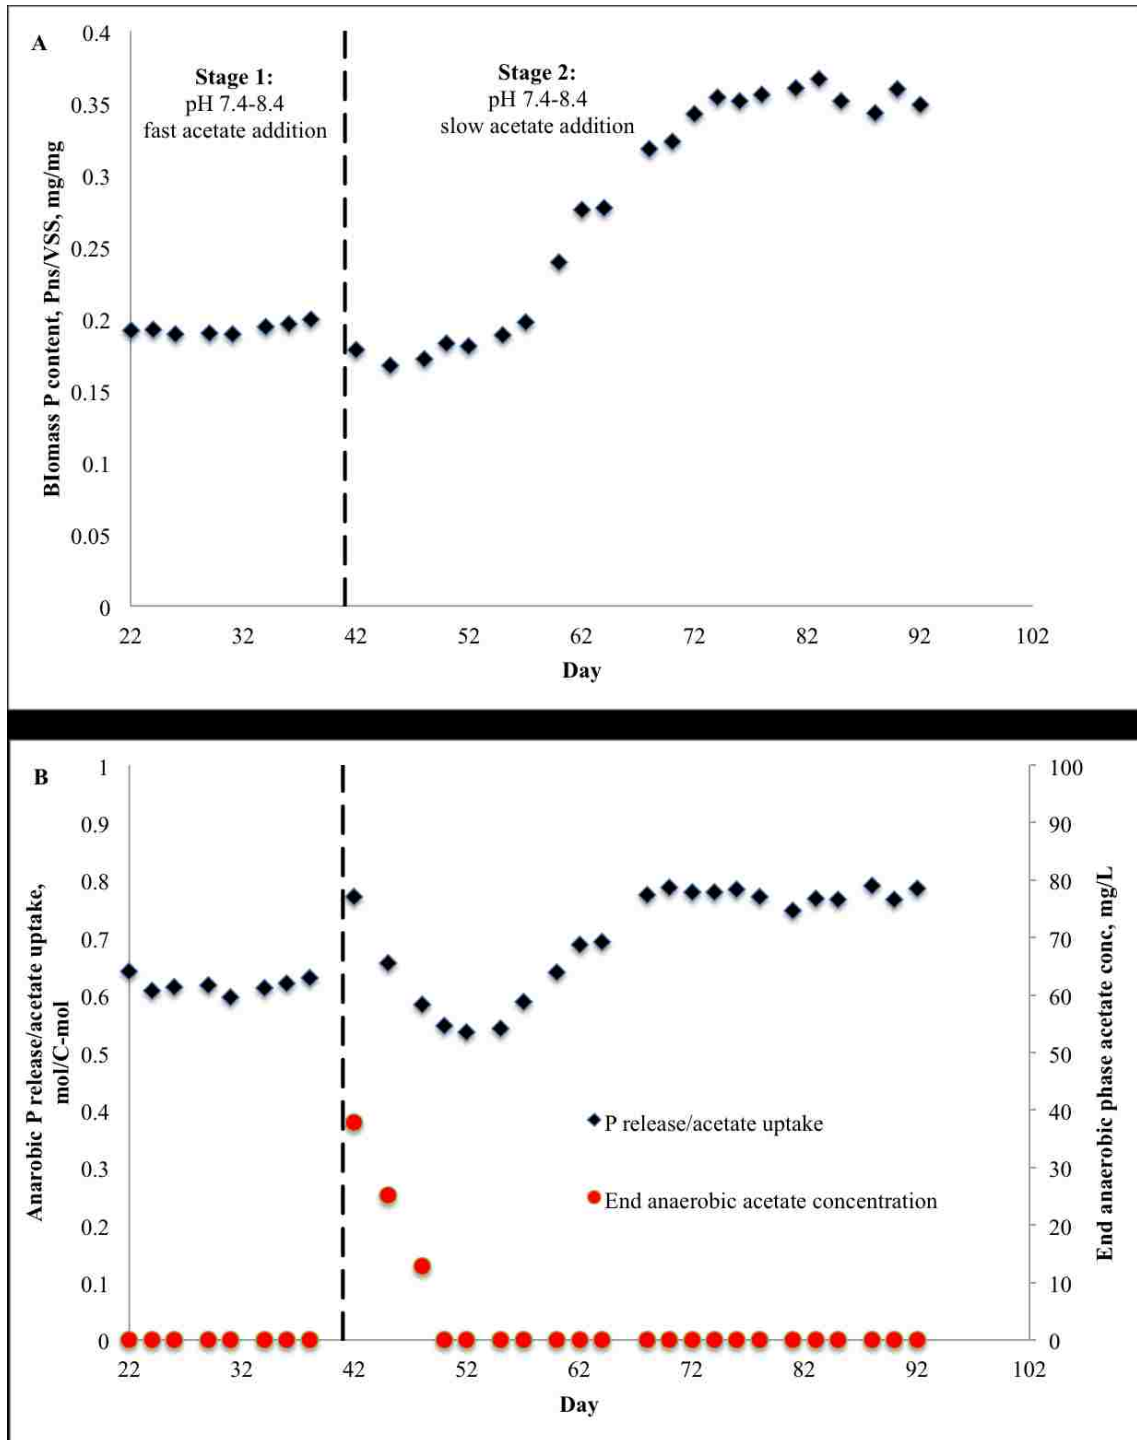 A
Stage 1:
pH 7.4-8.4
fast acetate addition
Stage 2:
pH 7.4-8.4
slow acetate addition
BIomass P content, Pns/VSS, mg/mg
0.4
0.35
0.3
0.25
0.2
0.15
0.1
0.05
0
22 32 42 52 62 72 82 92 102
Day
B
Anarobic P release/acetate uptake,
mol/C-mol
1
0.9
0.8
0.7
0.6
0.5
0.4
0.3
0.2
0.1
0
P release/acetate uptake
End anaerobic acetate concentration
100
90
80
70
60
50
40
30
20
10
0
End anaerobic phase acetate conc, mg/L
22 32 42 52 62 72 82 92 102
Day